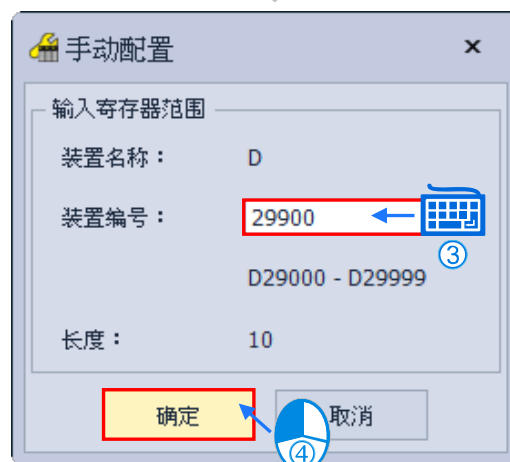 手动配置
输入寄存器范围
装置名称： D
装置编号： 29900
③
D29000 - D29999
长度： 10
确定 取消
④